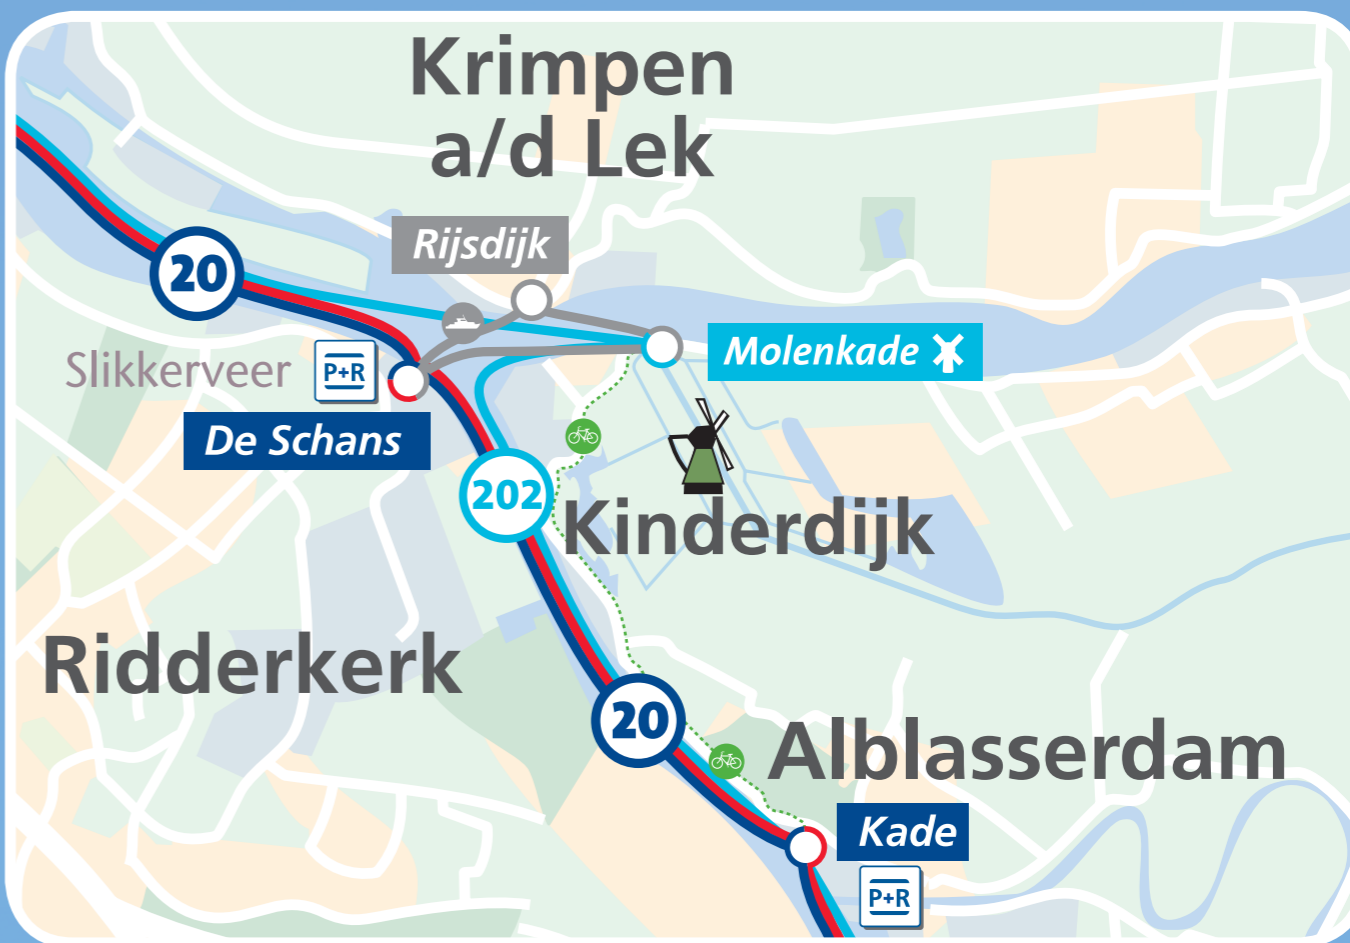 Krimpen
a/d Lek
Rijsdijk
20
Molenkade
Slikkerveer
P+R
De Schans
202
Kinderdijk
Ridderkerk
20
Alblasserdam
Kade
P+R